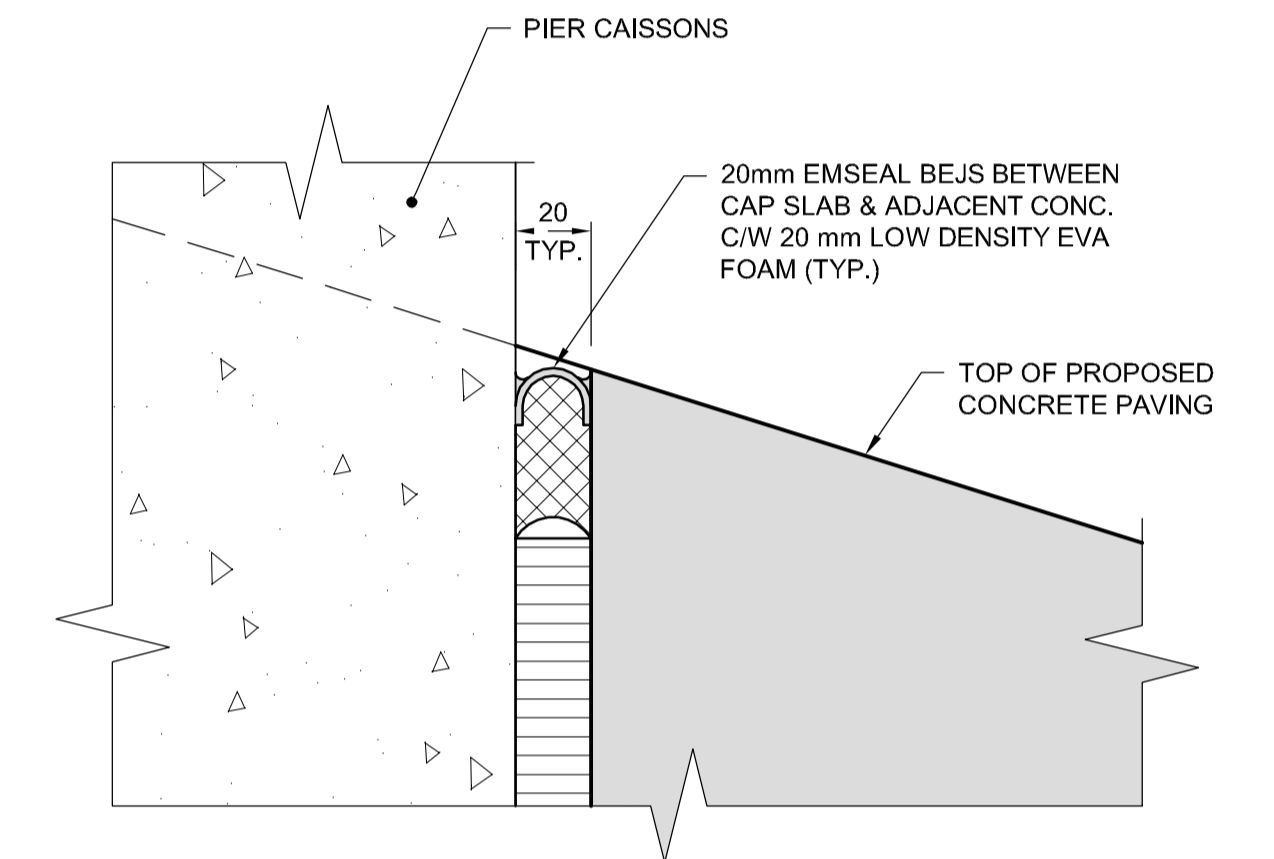 PIER CAISSONS
20mm EMSEAL BEJS BETWEEN
CAP SLAB & ADJACENT CONC.
C/W 20 mm LOW DENSITY EVA
FOAM (TYP.)
20
TYP.
TOP OF PROPOSED
CONCRETE PAVING